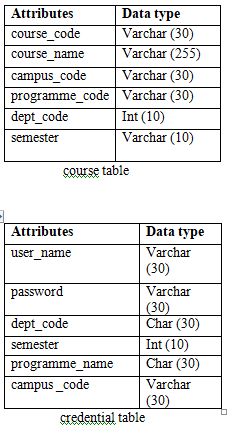 Attributes Data type
course_code Varchar (30)
course_name Varchar (255)
campus_code Varchar (30)
programme_code Varchar (30)
dept_code Int (10)
semester Varchar (10)
course table
Attributes Data type
user_name Varchar
(30)
password Varchar
(30)
dept_code Char (30)
semester Int (10)
programme_name Char (30)
campus _code Varchar
(30)
credential table